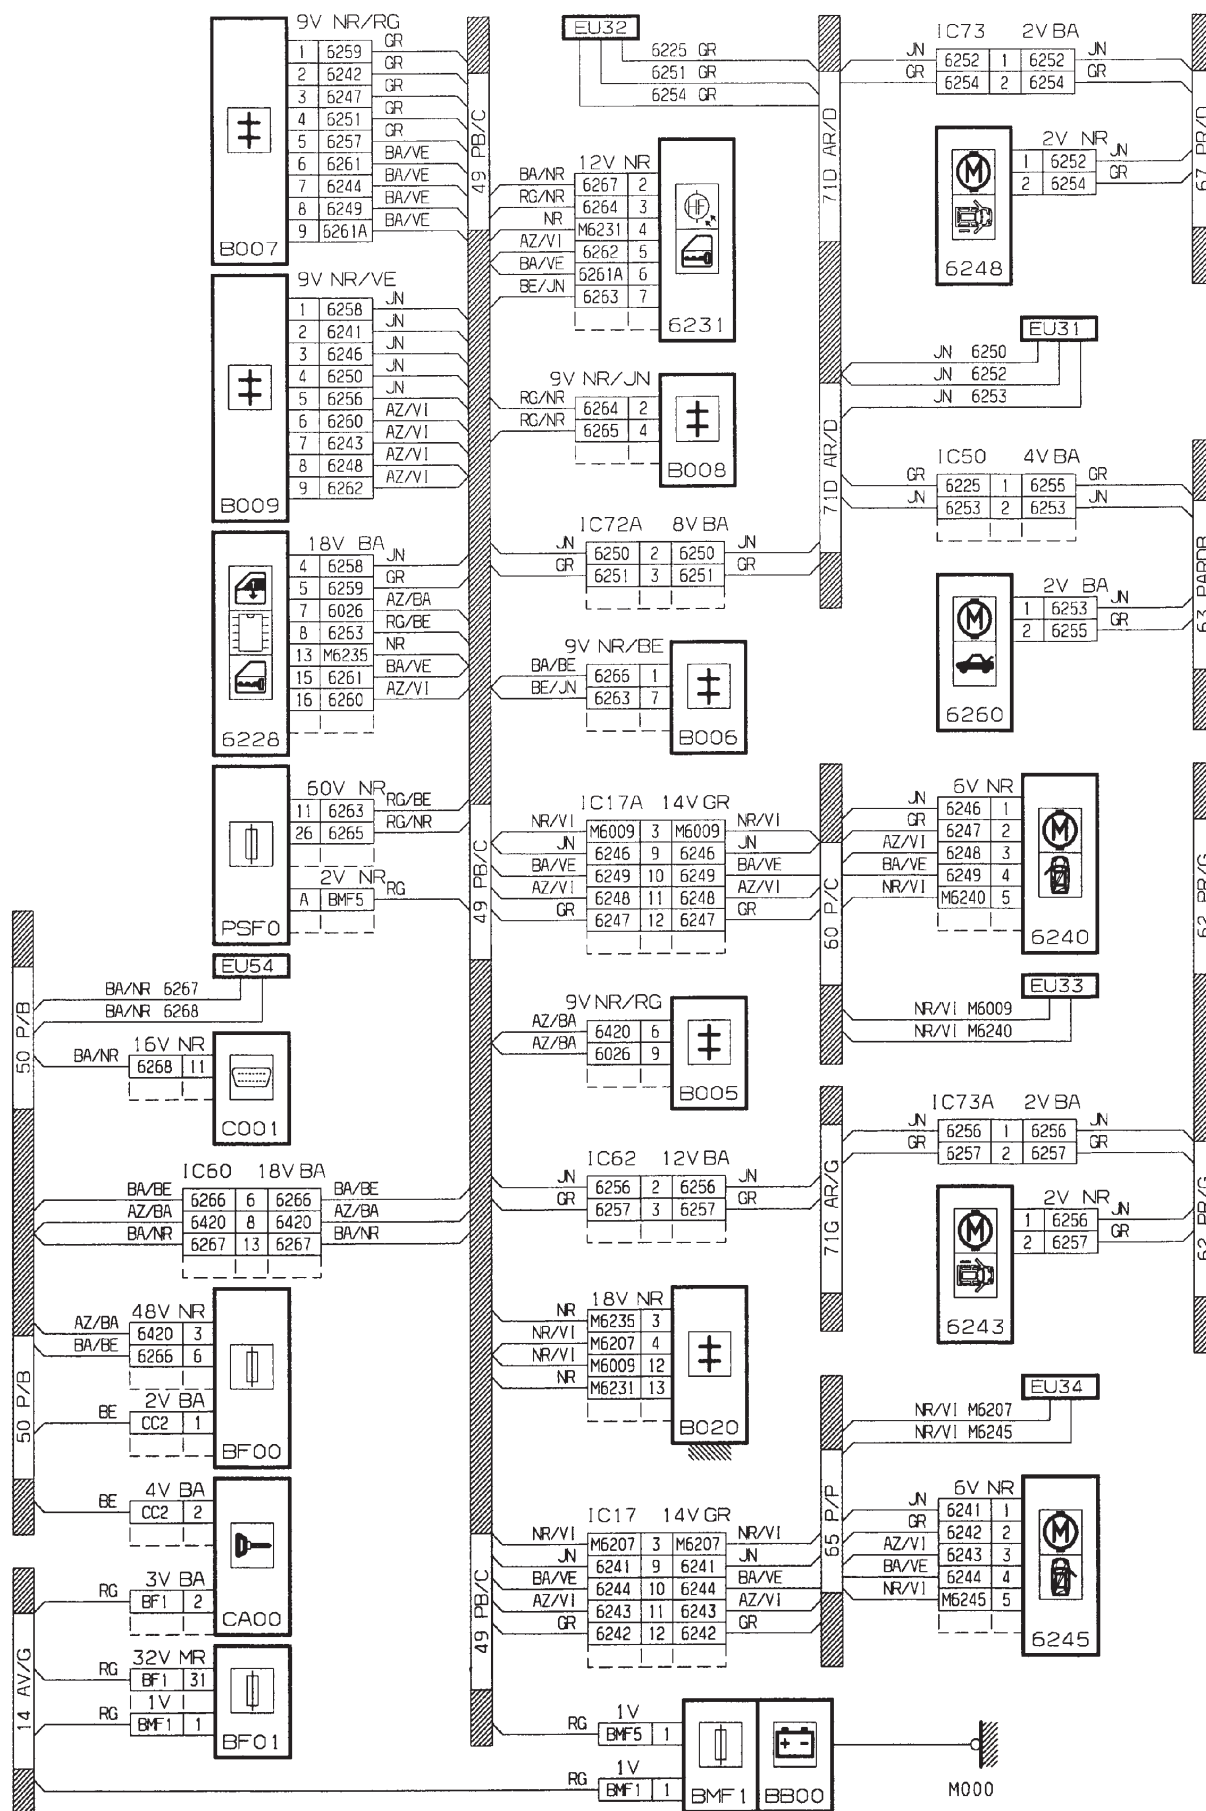 9V NR/RG
1 6259 GR
2 6242 GR
3 6247 GR
4 6251 GR
5 6257 GR
6 6261 BA/VE
7 6244 BA/VE
8 6249 BA/VE
9 6261A BA/VE
B007
9V NR/VE
1 6258 JN
2 6241 JN
3 6246 JN
4 6250 JN
5 6256 JN
6 6260 AZ/VI
7 6243 AZ/VI
8 6248 AZ/VI
9 6262 AZ/VI
B009
18V BA
4 6258 JN
5 6259 GR
7 6026 AZ/BA
8 6263 RG/BE
13 M6235 NR
15 6261 BA/VE
16 6260 AZ/VI
6228
60V NR
11 6263 RG/BE
26 6265 RG/NR
2V NR
A BMF5 RG
PSF0
EU54
BA/NR 6267
BA/NR 6268
50 P/B
16V NR
BA/NR 6268 11
C001
IC60 18V BA
BA/BE 6266 6 6266 BA/BE
AZ/BA 6420 8 6420 AZ/BA
BA/NR 6267 13 6267 BA/NR
48V NR
AZ/BA 6420 3
BA/BE 6266 6
2V BA
BE CC2 1
BF00
50 P/B
4V BA
BE CC2 2
3V BA
RG BF1 2
CA00
14 AV/G
32V MR
RG BF1 31
1V
RG BMF1 1
BF01
49 PB/C
49 PB/C
49 PB/C
EU32
6225 GR
6251 GR
6254 GR
12V NR
BA/NR 6267 2
RG/NR 6264 3
NR M6231 4
AZ/VI 6262 5
BA/VE 6261A 6
BE/JN 6263 7
HF
6231
9V NR/JN
RG/NR 6264 2
RG/NR 6265 4
B008
IC72A 8V BA
JN 6250 2 6250 JN
GR 6251 3 6251 GR
9V NR/BE
BA/BE 6266 1
BE/JN 6263 7
B006
IC17A 14V GR
NR/VI M6009 3 M6009 NR/VI
JN 6246 9 6246 JN
BA/VE 6249 10 6249 BA/VE
AZ/VI 6248 11 6248 AZ/VI
GR 6247 12 6247 GR
9V NR/RG
AZ/BA 6420 6
AZ/BA 6026 9
B005
IC62 12V BA
JN 6256 2 6256 JN
GR 6257 3 6257 GR
18V NR
NR M6235 3
NR/VI M6207 4
NR/VI M6009 12
NR M6231 13
B020
IC17 14V GR
NR/VI M6207 3 M6207 NR/VI
JN 6241 9 6241 JN
BA/VE 6244 10 6244 BA/VE
AZ/VI 6243 11 6243 AZ/VI
GR 6242 12 6242 GR
1V
RG BMF5 1
1V
RG BMF1 1
BMF1
BB00
+ -
M000
71D AR/D
71D AR/D
60 P/C
71G AR/G
65 P/P
IC73 2V BA
JN 6252 1 6252 JN
GR 6254 2 6254 GR
2V NR
1 6252 JN
2 6254 GR
M
6248
EU31
JN 6250
JN 6252
JN 6253
IC50 4V BA
GR 6225 1 6255 GR
JN 6253 2 6253 JN
2V BA
1 6253 JN
2 6255 GR
M
6260
6V NR
JN 6246 1
GR 6247 2
AZ/VI 6248 3
BA/VE 6249 4
NR/VI M6240 5
M
6240
EU33
NR/VI M6009
NR/VI M6240
IC73A 2V BA
JN 6256 1 6256 JN
GR 6257 2 6257 GR
2V NR
1 6256 JN
2 6257 GR
M
6243
EU34
NR/VI M6207
NR/VI M6245
6V NR
JN 6241 1
GR 6242 2
AZ/VI 6243 3
BA/VE 6244 4
NR/VI M6245 5
M
6245
67 PR/D
63 PARDR
62 PR/G
62 PR/G